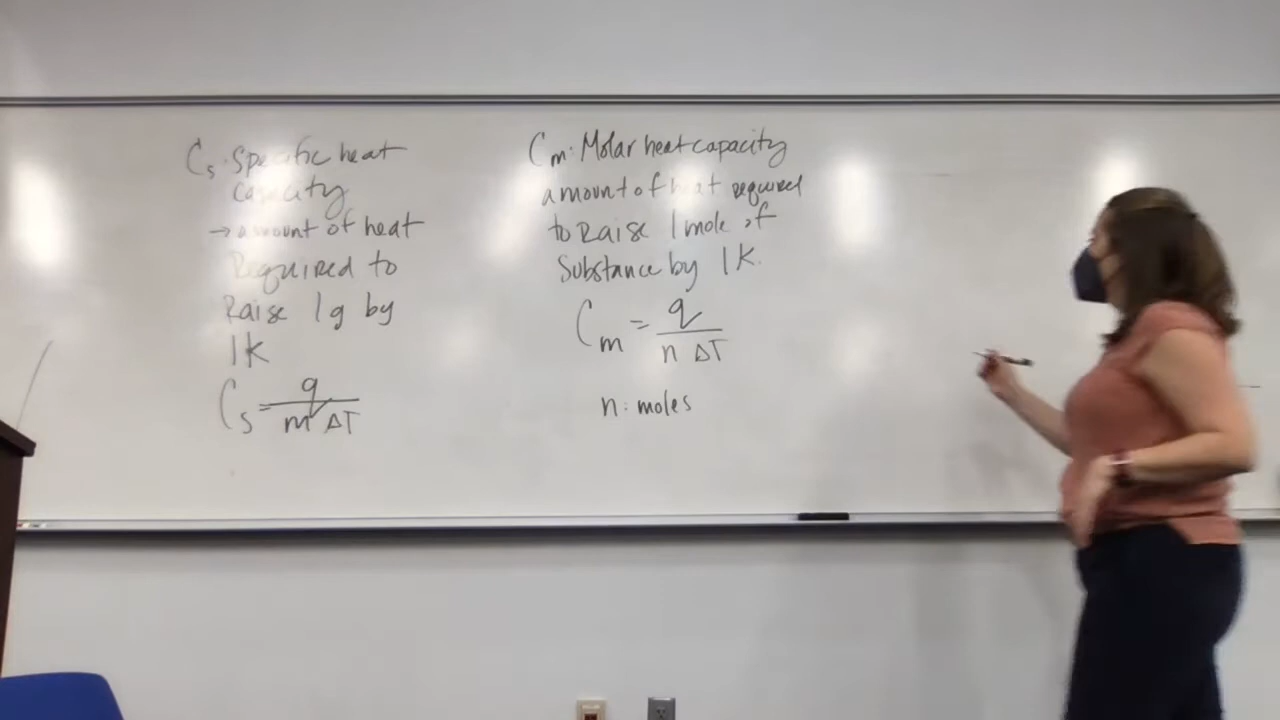 Cs: Specific heat
capacity
→ amount of heat
Required to
Raise 1g by
1K
Cs = q / m ΔT
Cm: Molar heat capacity
amount of heat required
to Raise 1 mole of
Substance by 1K.
Cm = q / n ΔT
n: moles